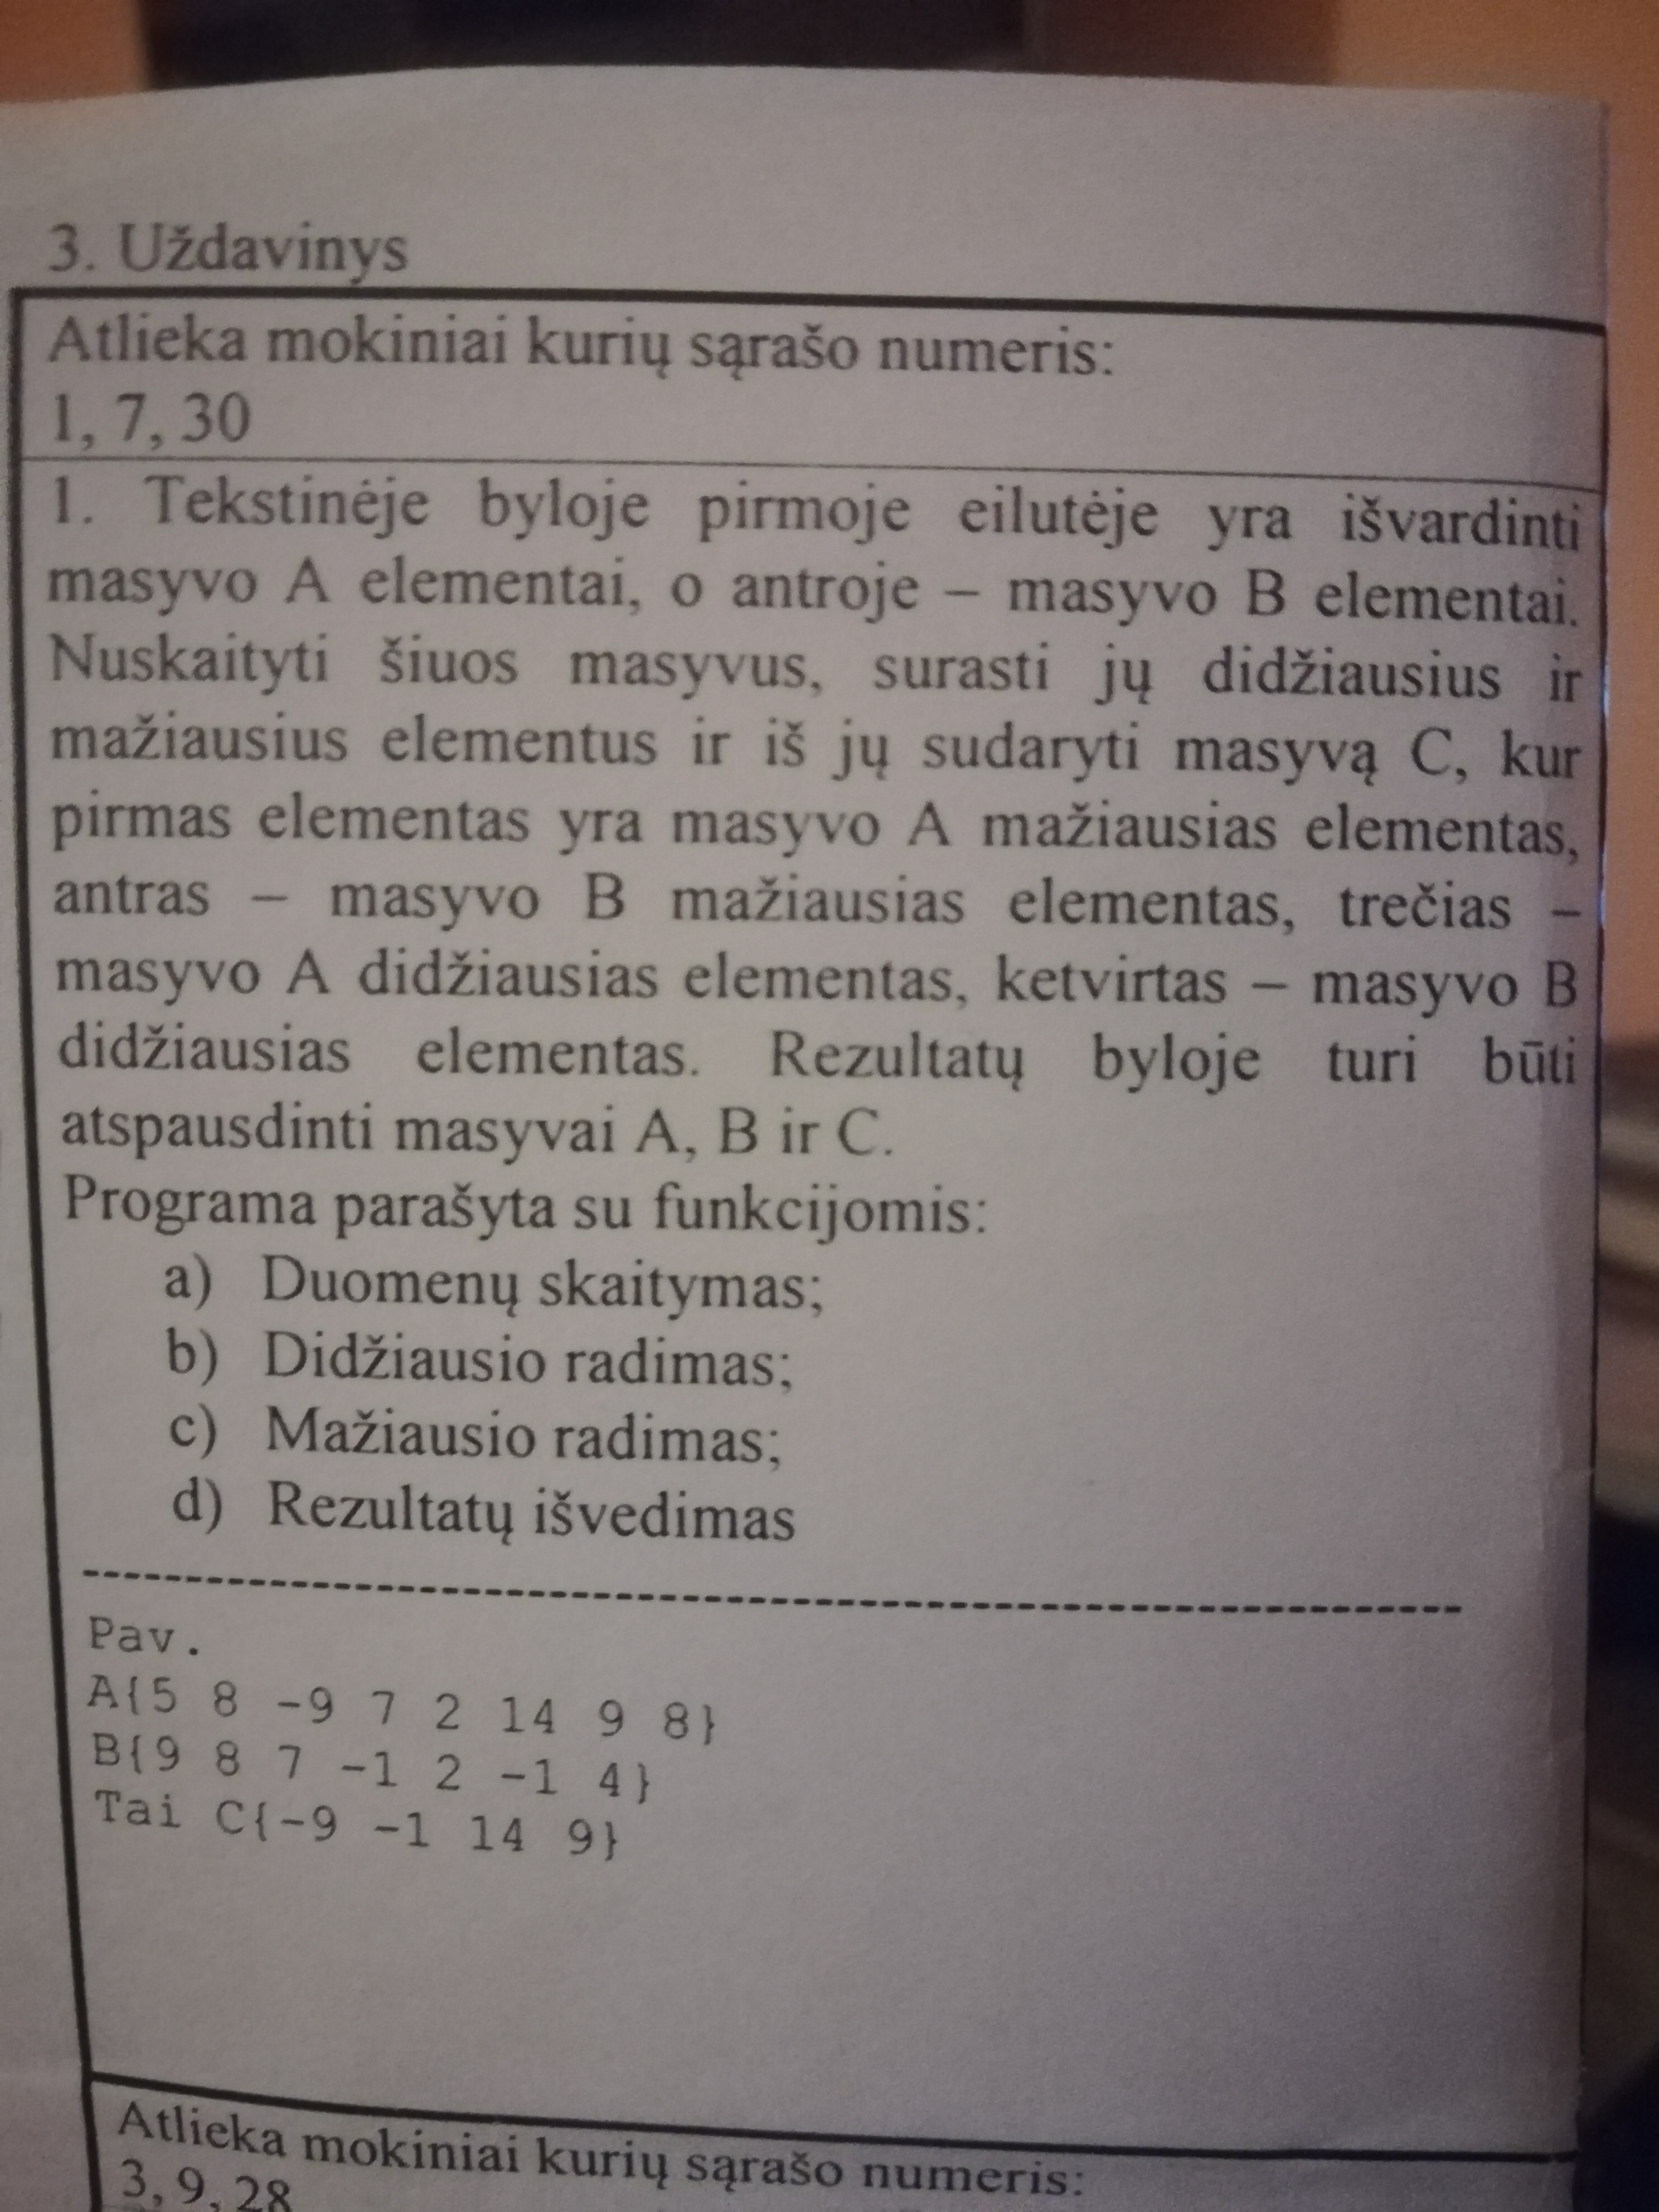 3. Uždavinys
Atlieka mokiniai kurių sąrašo numeris:
1, 7, 30
1. Tekstinėje byloje pirmoje eilutėje yra išvardinti
masyvo A elementai, o antroje – masyvo B elementai.
Nuskaityti šiuos masyvus, surasti jų didžiausius ir
mažiausius elementus ir iš jų sudaryti masyvą C, kur
pirmas elementas yra masyvo A mažiausias elementas,
antras – masyvo B mažiausias elementas, trečias –
masyvo A didžiausias elementas, ketvirtas – masyvo B
didžiausias elementas. Rezultatų byloje turi būti
atspausdinti masyvai A, B ir C.
Programa parašyta su funkcijomis:
a) Duomenų skaitymas;
b) Didžiausio radimas;
c) Mažiausio radimas;
d) Rezultatų išvedimas
Pav.
A{5 8 -9 7 2 14 9 8}
B{9 8 7 -1 2 -1 4}
Tai C{-9 -1 14 9}
Atlieka mokiniai kurių sąrašo numeris:
3, 9, 28